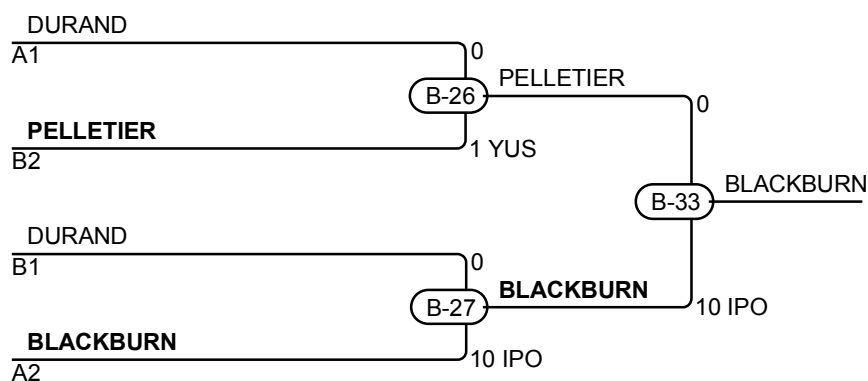 DURAND
A1
0
B-26
PELLETIER
0
PELLETIER
B2
1 YUS
B-33
BLACKBURN
DURAND
B1
0
B-27
BLACKBURN
10 IPO
BLACKBURN
A2
10 IPO